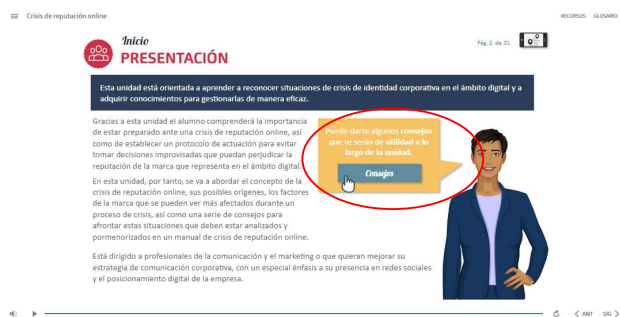 Crisis de reputación online
RECURSOS GLOSARIO
Inicio
PRESENTACIÓN
Pág. 2 de 31
Esta unidad está orientada a aprender a reconocer situaciones de crisis de identidad corporativa en el ámbito digital y a
adquirir conocimientos para gestionarlas de manera eficaz.
Gracias a esta unidad el alumno comprenderá la importancia
de estar preparado ante una crisis de reputación online, así
como de establecer un protocolo de actuación para evitar
tomar decisiones improvisadas que puedan perjudicar la
reputación de la marca que representa en el ámbito digital.
En esta unidad, por tanto, se va a abordar el concepto de la
crisis de reputación online, sus posibles orígenes, los factores
de la marca que se pueden ver más afectados durante un
proceso de crisis, así como una serie de consejos para
afrontar estas situaciones que deben estar analizados y
pormenorizados en un manual de crisis de reputación online.
Puedo darte algunos consejos
que te serán de utilidad a lo
largo de la unidad.
Consejos
Está dirigido a profesionales de la comunicación y el marketing o que quieran mejorar su
estrategia de comunicación corporativa, con un especial énfasis a su presencia en redes sociales
y el posicionamiento digital de la empresa.
ANT SIG